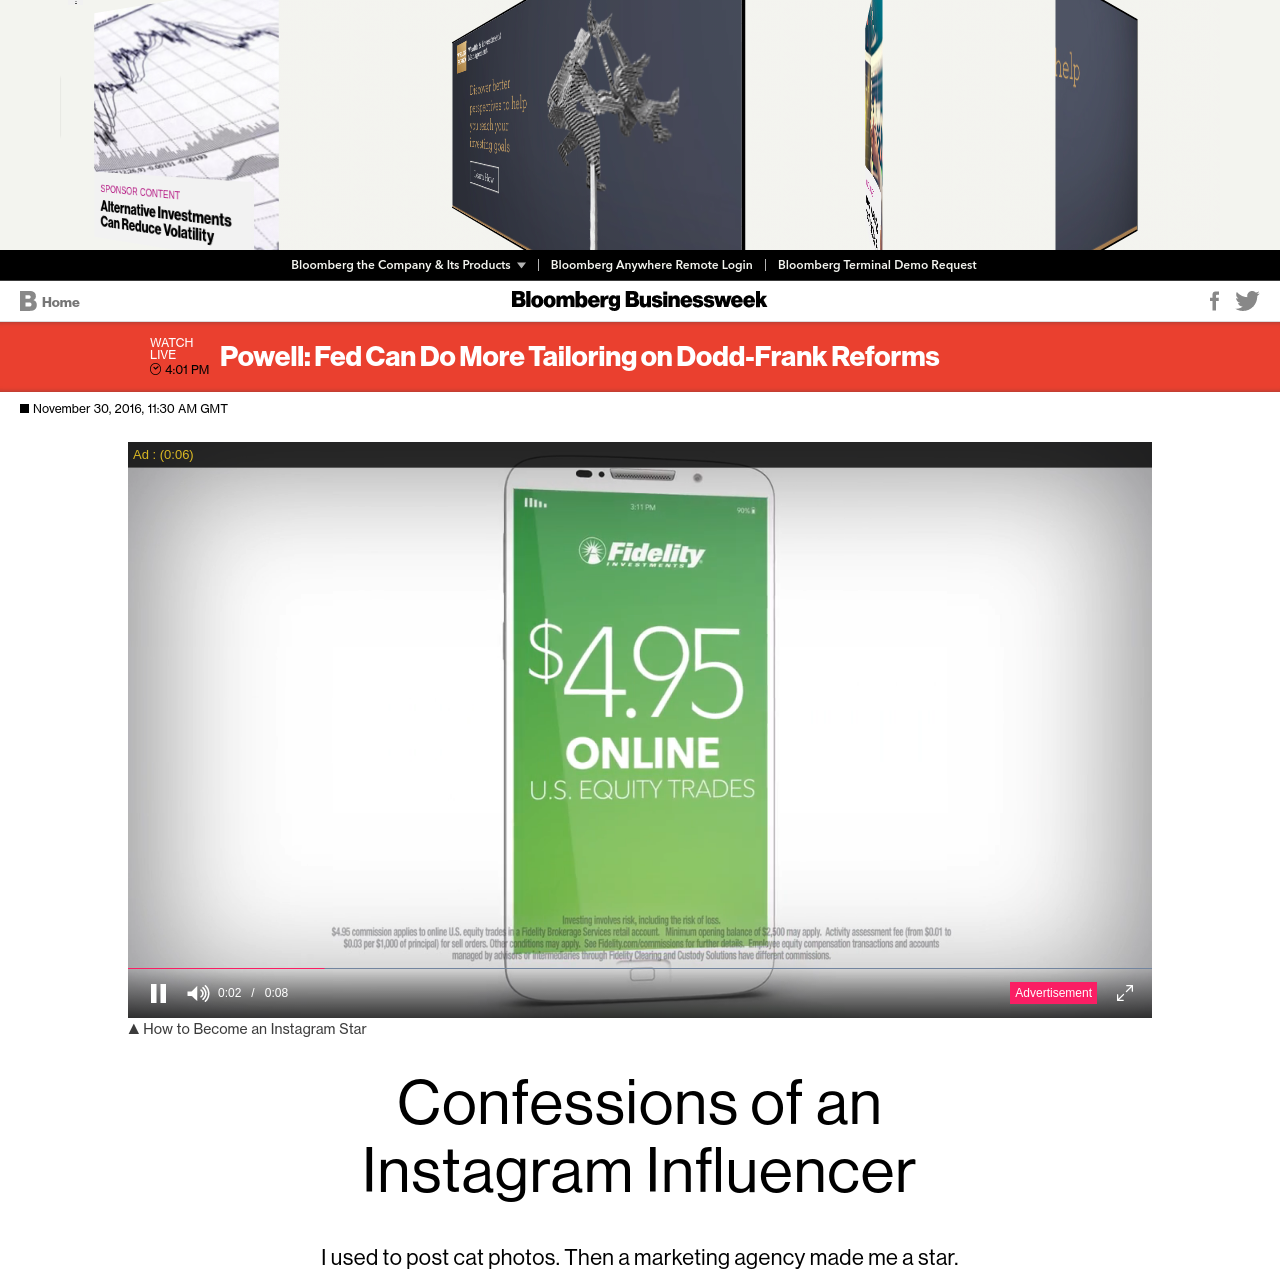 SPONSOR CONTENT
Alternative Investments
Can Reduce Volatility
Discover better
perspectives to help
you reach your
investing goals
Learn How
help
Bloomberg the Company & Its Products
Bloomberg Anywhere Remote Login
Bloomberg Terminal Demo Request
B Home
Bloomberg Businessweek
WATCH
LIVE
4:01 PM
Powell: Fed Can Do More Tailoring on Dodd-Frank Reforms
November 30, 2016, 11:30 AM GMT
Ad : (0:06)
3:11 PM
90%
Fidelity
INVESTMENTS
$4.95
ONLINE
U.S. EQUITY TRADES
Investing involves risk, including the risk of loss.
$4.95 commission applies to online U.S. equity trades in a Fidelity Brokerage Services retail account. Minimum opening balance of $2,500 may apply. Activity assessment fee (from $0.01 to
$0.03 per $1,000 of principal) for sell orders. Other conditions may apply. See Fidelity.com/commissions for further details. Employee equity compensation transactions and accounts
managed by advisors or intermediaries through Fidelity Clearing and Custody Solutions have different commissions.
0:02 / 0:08
Advertisement
How to Become an Instagram Star
Confessions of an
Instagram Influencer
I used to post cat photos. Then a marketing agency made me a star.